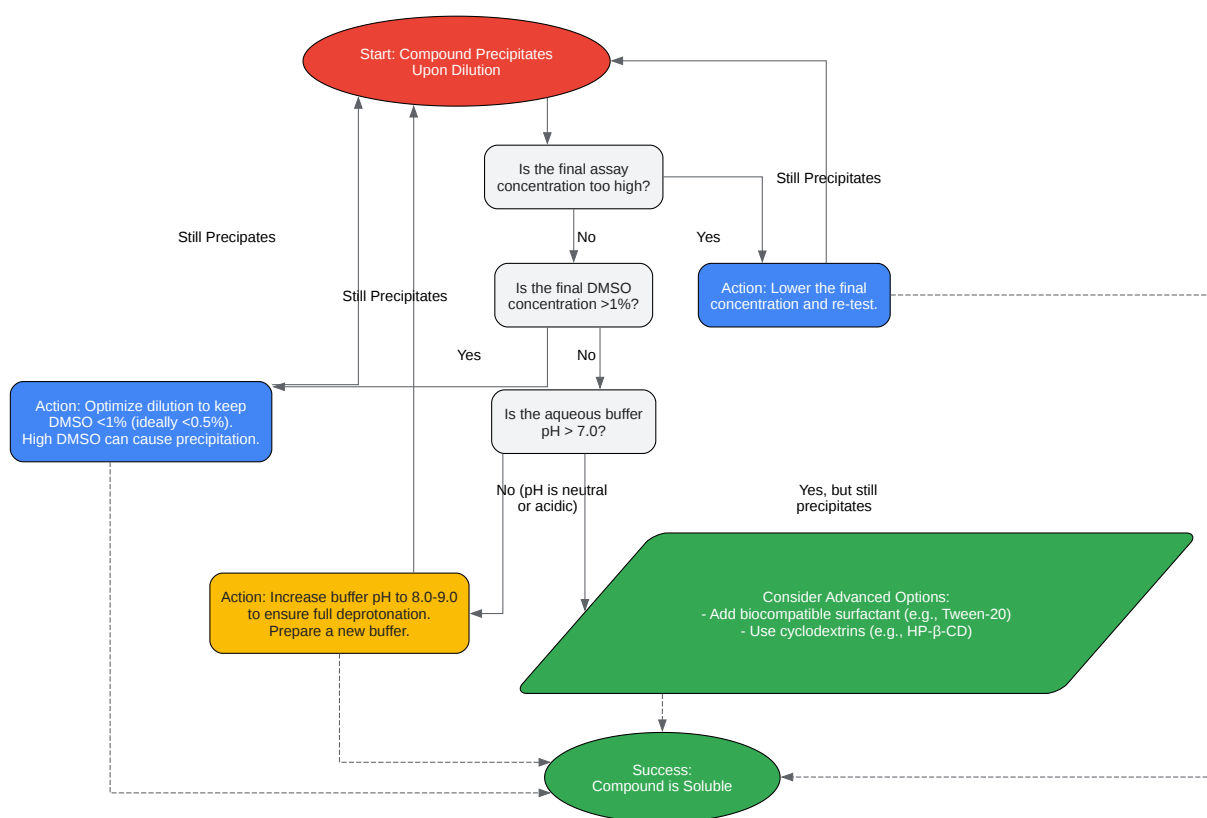 Start: Compound Precipitates
Upon Dilution
Is the final assay
concentration too high?
Still Precipitates
Still Precipates
No
Yes
Is the final DMSO
concentration >1%?
Action: Lower the final
concentration and re-test.
Still Precipitates
Yes
No
Action: Optimize dilution to keep
DMSO <1% (ideally <0.5%).
High DMSO can cause precipitation.
Is the aqueous buffer
pH > 7.0?
No (pH is neutral
or acidic)
Yes, but still
precipitates
Action: Increase buffer pH to 8.0-9.0
to ensure full deprotonation.
Prepare a new buffer.
Consider Advanced Options:
- Add biocompatible surfactant (e.g., Tween-20)
- Use cyclodextrins (e.g., HP-β-CD)
Success:
Compound is Soluble